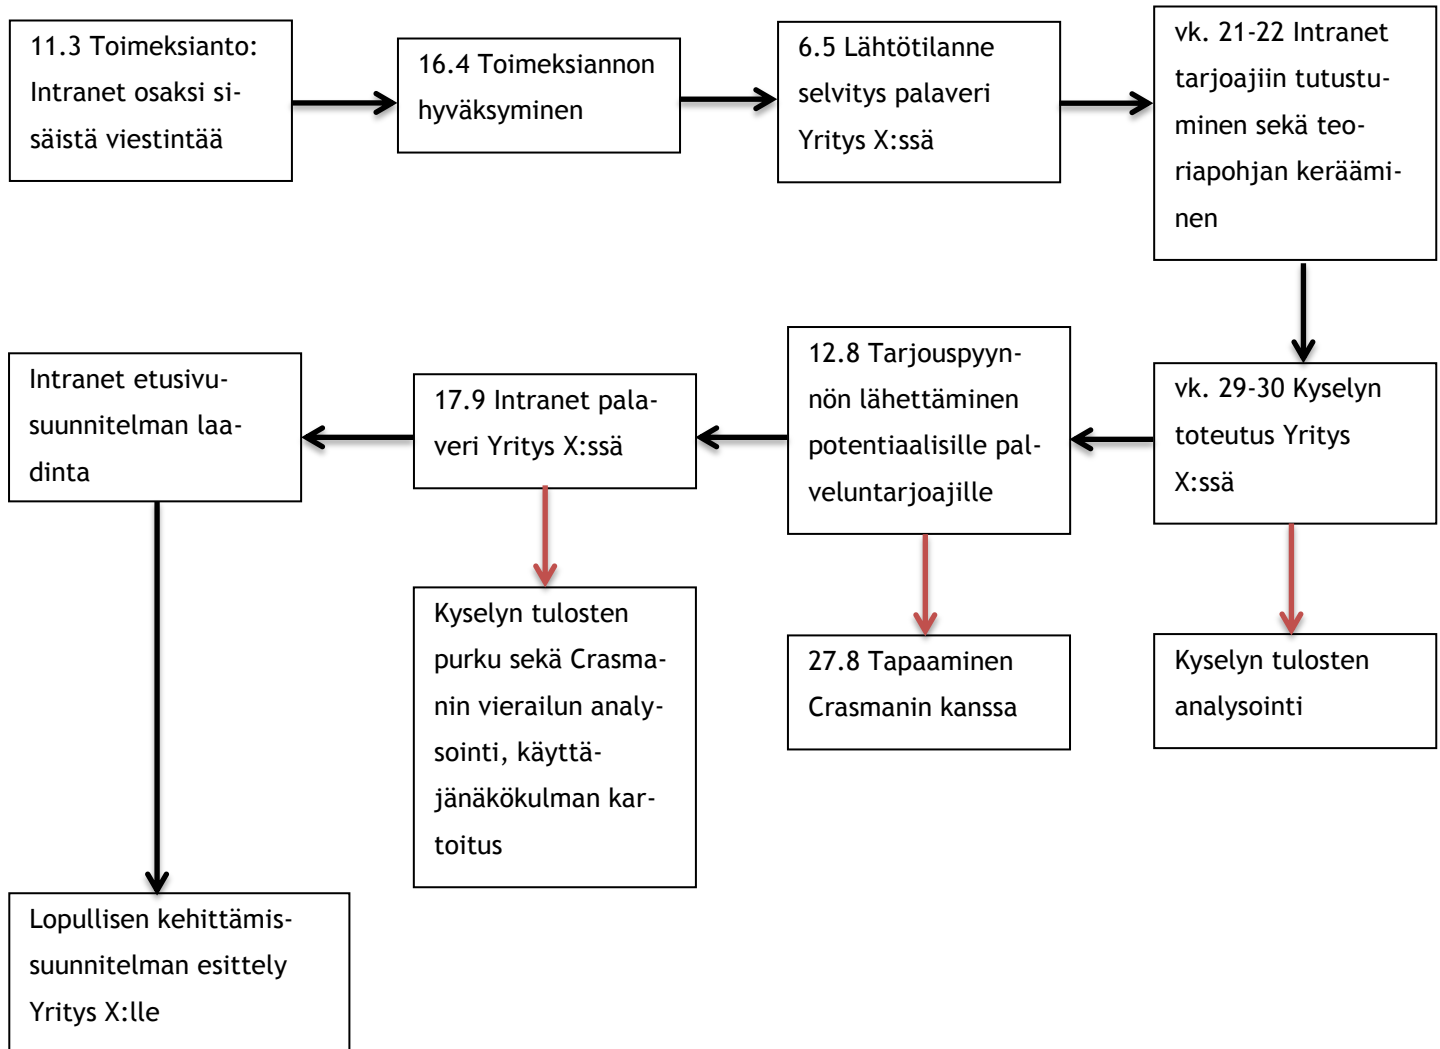 11.3 Toimeksianto:
Intranet osaksi si-
säistä viestintää
16.4 Toimeksiannon
hyväksyminen
6.5 Lähtötilanne
selvitys palaveri
Yritys X:ssä
vk. 21-22 Intranet
tarjoajiin tutustu-
minen sekä teo-
riapohjan keräämi-
nen
vk. 29-30 Kyselyn
toteutus Yritys
X:ssä
Kyselyn tulosten
analysointi
12.8 Tarjouspyyn-
nön lähettäminen
potentiaalisille pal-
veluntarjoajille
27.8 Tapaaminen
Crasmanin kanssa
17.9 Intranet pala-
veri Yritys X:ssä
Kyselyn tulosten
purku sekä Crasma-
nin vierailun analy-
sointi, käyttä-
jänäkökulman kar-
toitus
Intranet etusivu-
suunnitelman laa-
dinta
Lopullisen kehittämis-
suunnitelman esittely
Yritys X:lle